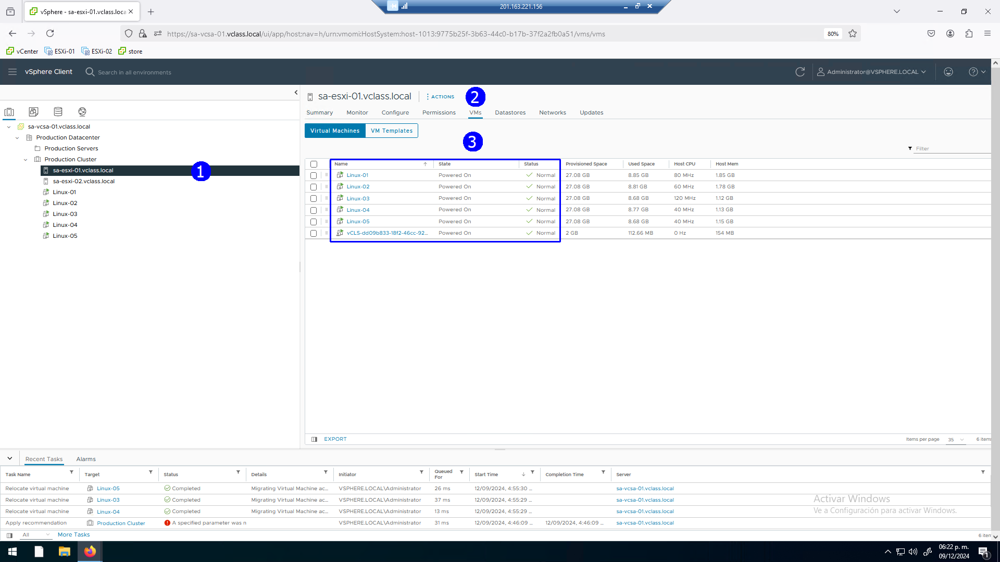 vSphere - sa-esxi-01.vclass.loca
201.163.221.156
https://sa-vcsa-01.vclass.local/ui/app/host;nav=h/urn:vmomi:HostSystem:host-1013:9775b25f-3b63-44c0-b17b-37f2a2fb0a51/vms/vms
80%
vCenter ESXi-01 ESXi-02 store
vSphere Client Search in all environments Administrator@VSPHERE.LOCAL
sa-esxi-01.vclass.local ACTIONS 2
Summary Monitor Configure Permissions VMs Datastores Networks Updates
Virtual Machines VM Templates
3
Filter
sa-vcsa-01.vclass.local
Production Datacenter
Production Servers
Production Cluster
sa-esxi-01.vclass.local 1
sa-esxi-02.vclass.local
Linux-01
Linux-02
Linux-03
Linux-04
Linux-05
Name State Status Provisioned Space Used Space Host CPU Host Mem
Linux-01 Powered On Normal 27.08 GB 8.85 GB 80 MHz 1.85 GB
Linux-02 Powered On Normal 27.08 GB 8.81 GB 60 MHz 1.78 GB
Linux-03 Powered On Normal 27.08 GB 8.68 GB 120 MHz 1.12 GB
Linux-04 Powered On Normal 27.08 GB 8.77 GB 40 MHz 1.13 GB
Linux-05 Powered On Normal 27.08 GB 8.68 GB 40 MHz 1.15 GB
vCLS-dd09b833-18f2-46cc-92... Powered On Normal 2 GB 112.66 MB 0 Hz 154 MB
EXPORT Items per page 35 6 items
Recent Tasks Alarms
Task Name Target Status Details Initiator Queued For Start Time Completion Time Server
Relocate virtual machine Linux-05 Completed Migrating Virtual Machine ac... VSPHERE.LOCAL\Administrator 26 ms 12/09/2024, 4:55:30 ... sa-vcsa-01.vclass.local
Relocate virtual machine Linux-03 Completed Migrating Virtual Machine ac... VSPHERE.LOCAL\Administrator 37 ms 12/09/2024, 4:55:29 ... sa-vcsa-01.vclass.local
Relocate virtual machine Linux-04 Completed Migrating Virtual Machine ac... VSPHERE.LOCAL\Administrator 13 ms 12/09/2024, 4:55:29 ... sa-vcsa-01.vclass.local
Apply recommendation Production Cluster A specified parameter was n VSPHERE.LOCAL\Administrator 31 ms 12/09/2024, 4:46:09 ... 12/09/2024, 4:46:09 ... sa-vcsa-01.vclass.local
Activar Windows
Ve a Configuración para activar Windows.
All More Tasks 6 item
06:22 p. m.
09/12/2024
1